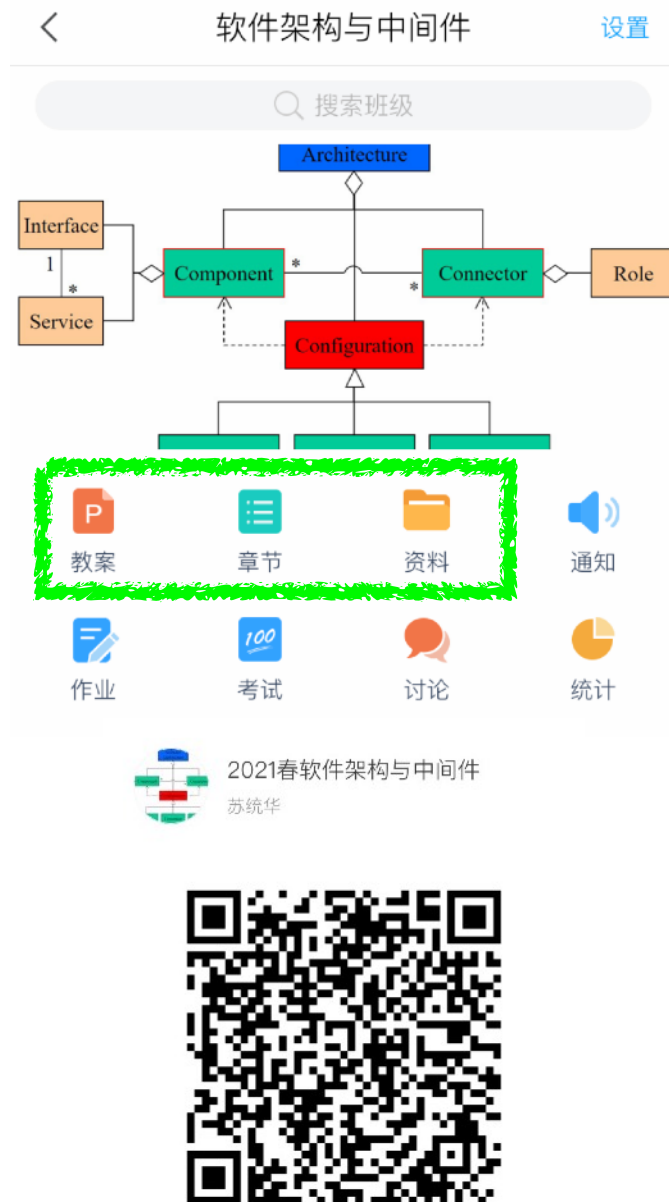 软件架构与中间件 设置
搜索班级
Architecture
Interface
1 Component * Connector Role
* *
Service
Configuration
P
教案 章节 资料 通知
100
作业 考试 讨论 统计
2021春软件架构与中间件
苏统华